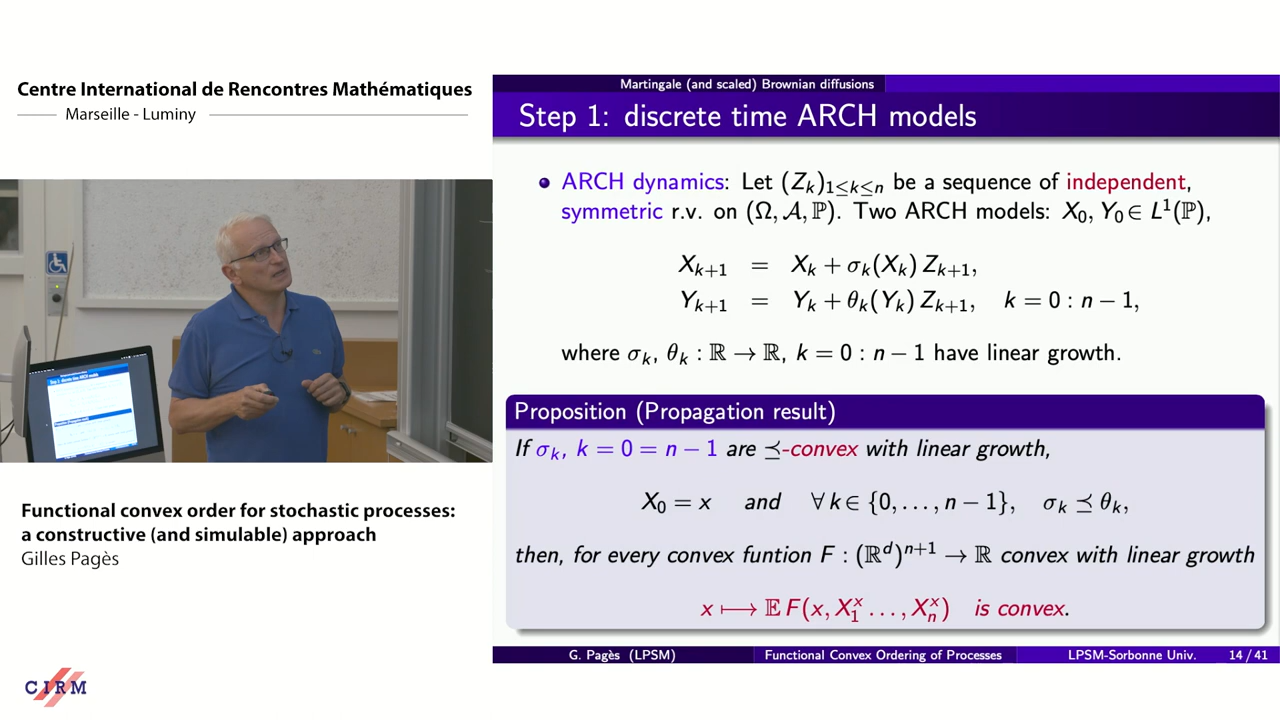 Centre International de Rencontres Mathématiques
Marseille - Luminy
Functional convex order for stochastic processes:
a constructive (and simulable) approach
Gilles Pagès
CIRM
Martingale (and scaled) Brownian diffusions
Step 1: discrete time ARCH models
ARCH dynamics: Let (Z_k)_{1≤k≤n} be a sequence of independent,
symmetric r.v. on (Ω, 𝒜, ℙ). Two ARCH models: X_0, Y_0 ∈ L^1(ℙ),
X_{k+1} = X_k + σ_k(X_k) Z_{k+1},
Y_{k+1} = Y_k + θ_k(Y_k) Z_{k+1}, k = 0 : n − 1,
where σ_k, θ_k : ℝ → ℝ, k = 0 : n − 1 have linear growth.
Proposition (Propagation result)
If σ_k, k = 0 = n − 1 are ⪯-convex with linear growth,
X_0 = x and ∀ k ∈ {0, . . . , n − 1}, σ_k ⪯ θ_k,
then, for every convex funtion F : (ℝ^d)^{n+1} → ℝ convex with linear growth
x ⟼ 𝔼 F(x, X_1^x . . . , X_n^x) is convex.
G. Pagès (LPSM) Functional Convex Ordering of Processes LPSM-Sorbonne Univ. 14 / 41